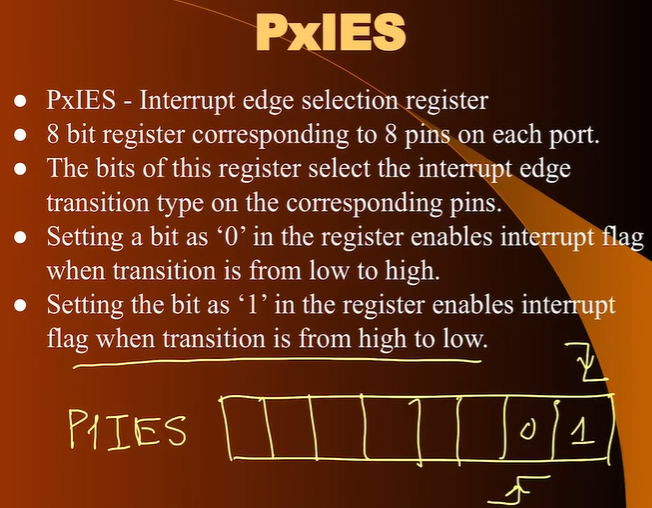 PxIES
● PxIES - Interrupt edge selection register
● 8 bit register corresponding to 8 pins on each port.
● The bits of this register select the interrupt edge
transition type on the corresponding pins.
● Setting a bit as ‘0’ in the register enables interrupt flag
when transition is from low to high.
● Setting the bit as ‘1’ in the register enables interrupt
flag when transition is from high to low.
P1IES 0 1